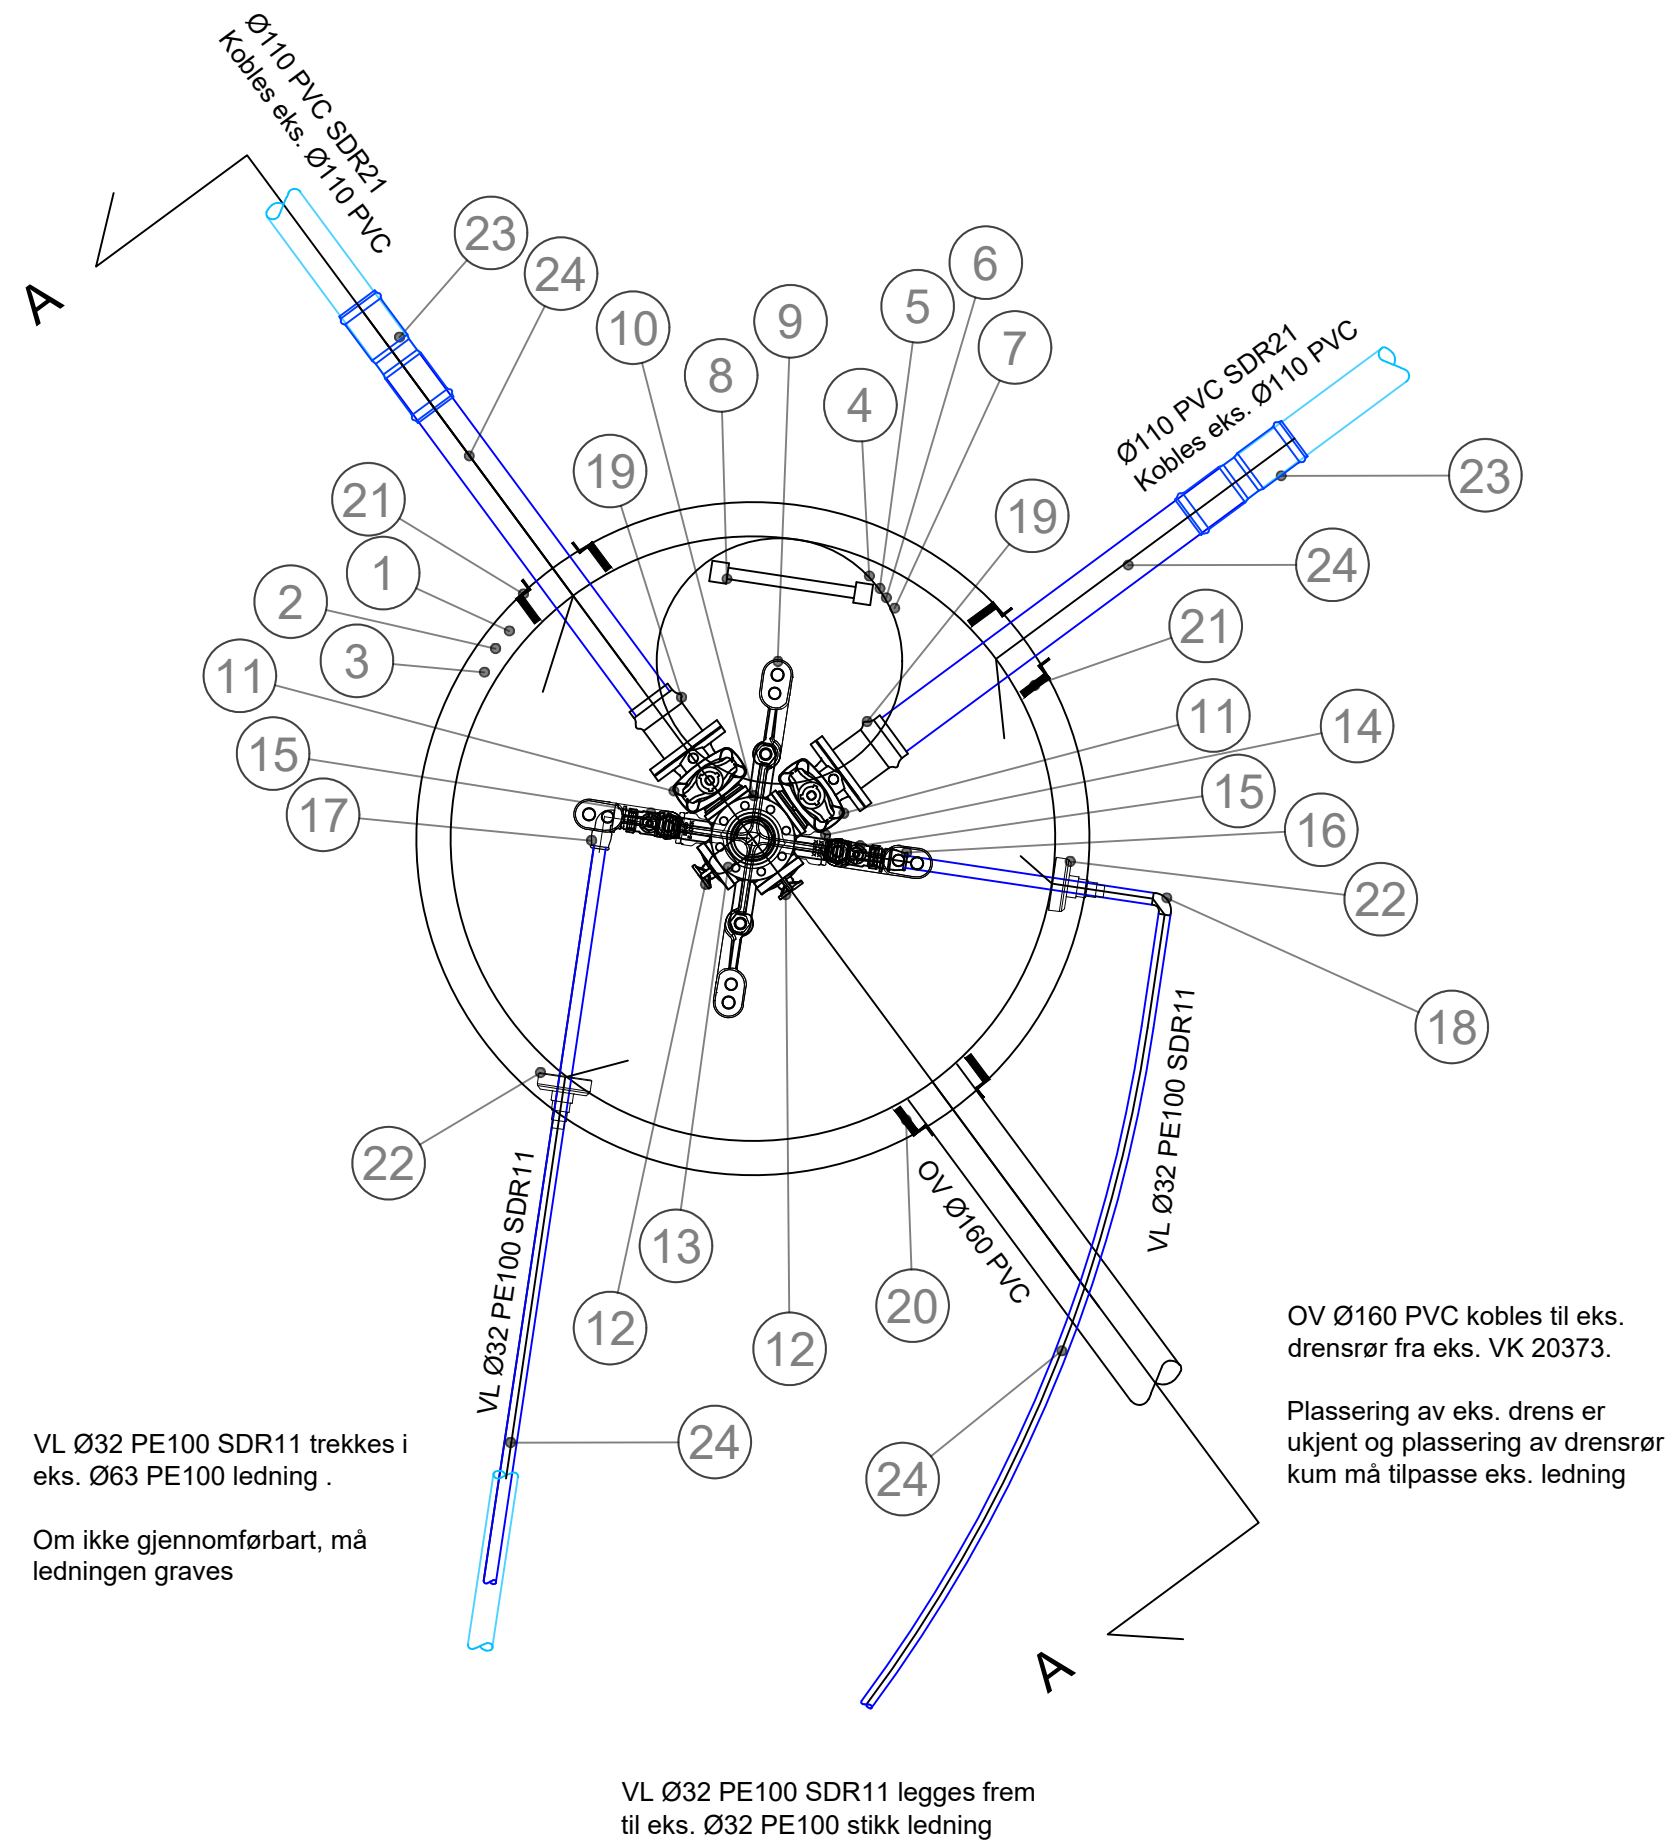 Ø110 PVC SDR21
Kobles eks. Ø110 PVC
A
23
24
6
5
10
9
7
8
4
Ø110 PVC SDR21
Kobles eks. Ø110 PVC
19
23
21
19
1
24
2
21
3
11
11
14
15
15
17
16
22
18
VL Ø32 PE100 SDR11
22
VL Ø32 PE100 SDR11
OV Ø160 PVC
13
12
20
12
OV Ø160 PVC kobles til eks.
drensrør fra eks. VK 20373.
Plassering av eks. drens er
ukjent og plassering av drensrør
kum må tilpasse eks. ledning
VL Ø32 PE100 SDR11 trekkes i
eks. Ø63 PE100 ledning .
Om ikke gjennomførbart, må
ledningen graves
24
24
A
VL Ø32 PE100 SDR11 legges frem
til eks. Ø32 PE100 stikk ledning